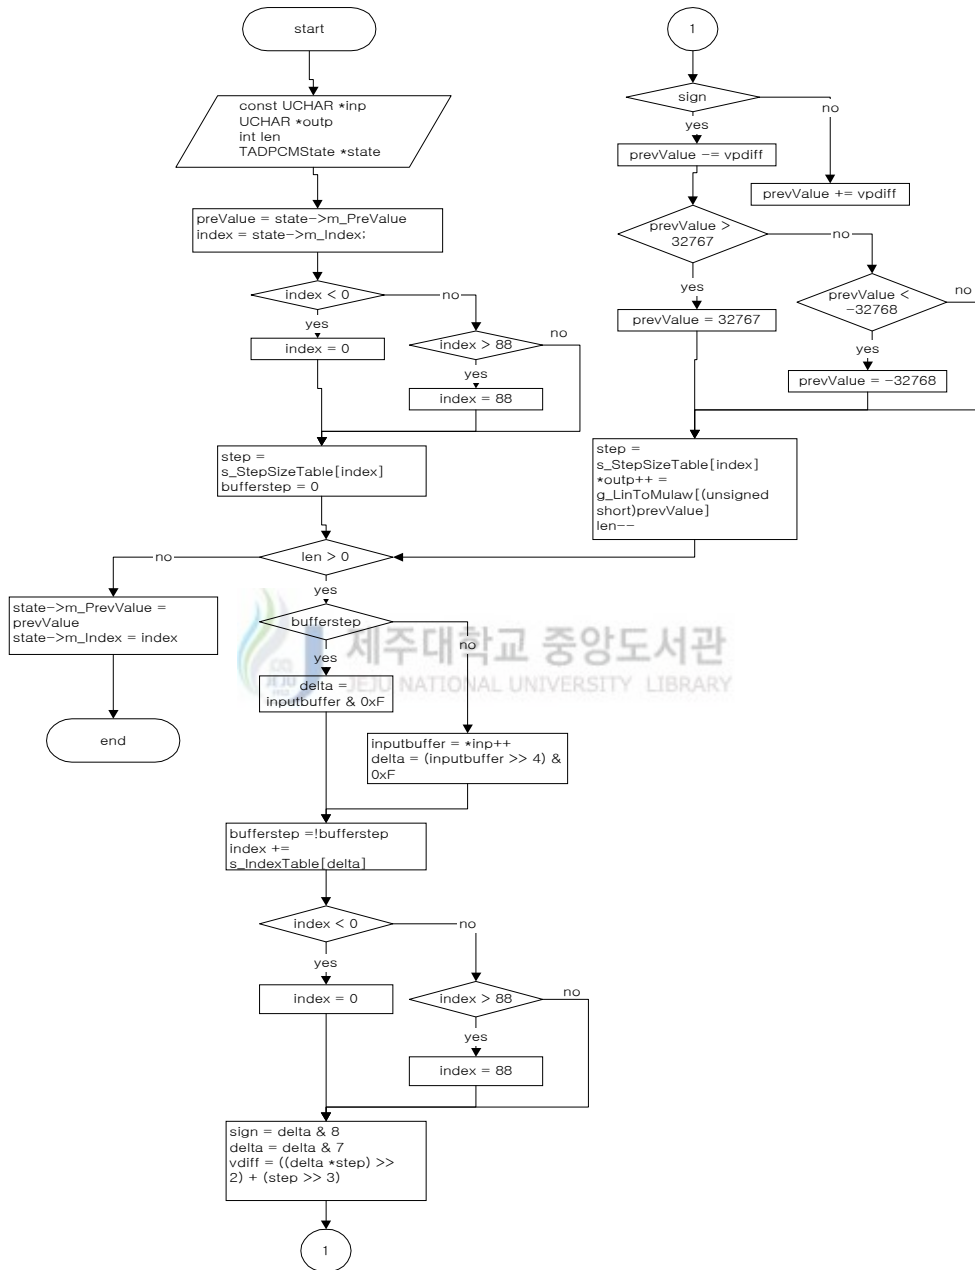 start
const UCHAR *inp
UCHAR *outp
int len
TADPCMState *state
preValue = state->m_PreValue
index = state->m_Index;
index < 0
no
yes
index = 0
index > 88
no
yes
index = 88
step =
s_StepSizeTable[index]
bufferstep = 0
len > 0
no
yes
state->m_PrevValue =
prevValue
state->m_Index = index
end
bufferstep
no
yes
delta =
inputbuffer & 0xF
inputbuffer = *inp++
delta = (inputbuffer >> 4) &
0xF
bufferstep =!bufferstep
index +=
s_IndexTable[delta]
index < 0
no
yes
index = 0
index > 88
no
yes
index = 88
sign = delta & 8
delta = delta & 7
vdiff = ((delta *step) >>
2) + (step >> 3)
1
1
sign
no
yes
prevValue -= vpdiff
prevValue += vpdiff
prevValue >
32767
no
yes
prevValue = 32767
prevValue <
-32768
no
yes
prevValue = -32768
step =
s_StepSizeTable[index]
*outp++ =
g_LinToMulaw[(unsigned
short)prevValue]
len--
제주대학교 중앙도서관
JEJU NATIONAL UNIVERSITY LIBRARY